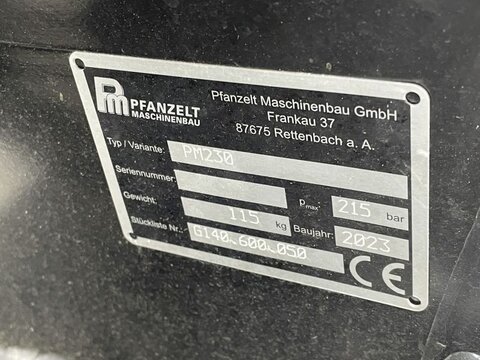 Pm PFANZELT
MASCHINENBAU
Pfanzelt Maschinenbau GmbH
Frankau 37
87675 Rettenbach a. A.
Typ / Variante: PM230
Seriennummer:
pmax: 215 bar
Gewicht: 115 kg
Baujahr: 2023
Stückliste Nr.: G140.600.050
CE